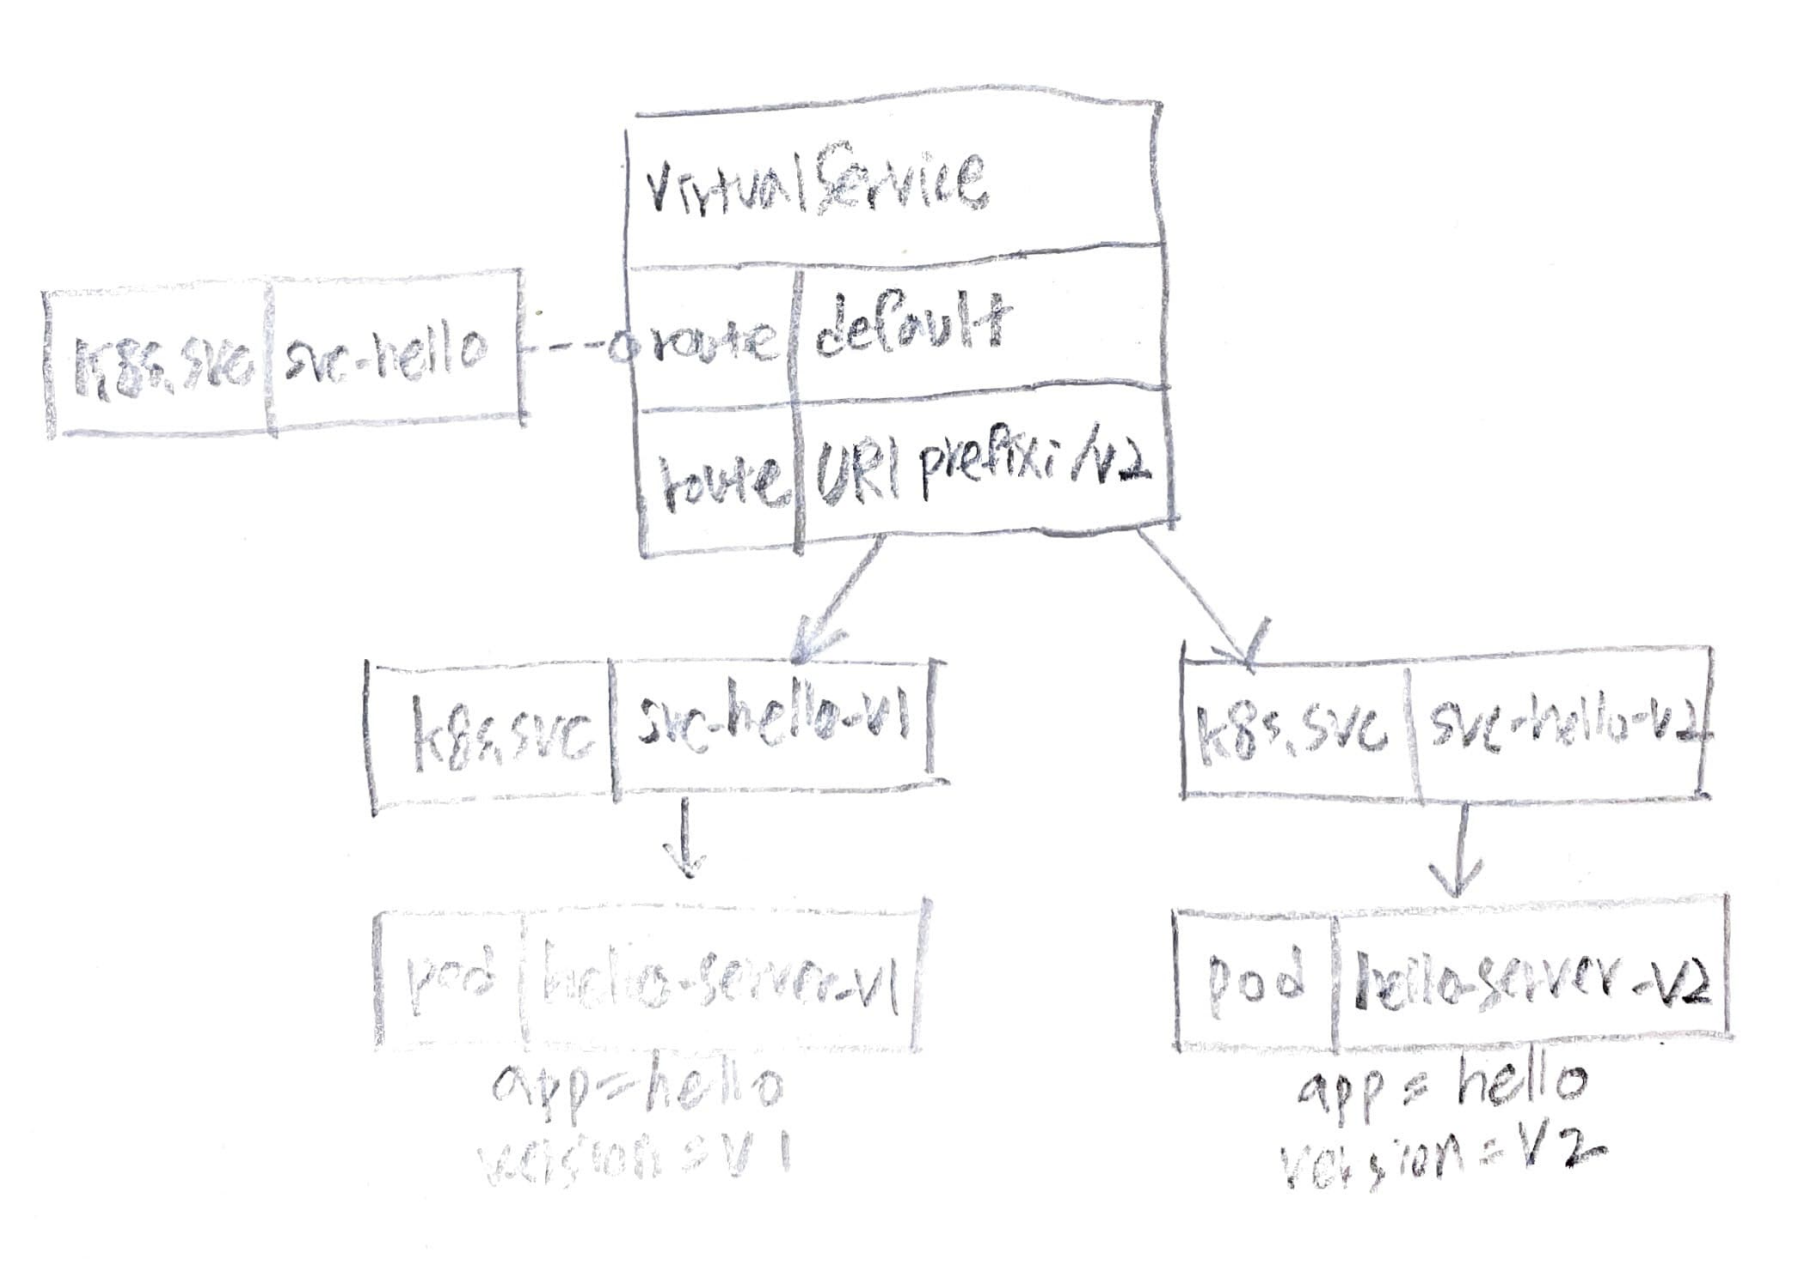 VirtualService
k8s.svc svc-hello
route default
route URI prefix: /v2
k8s.svc svc-hello-v1
k8s.svc svc-hello-v2
pod hello-server-v1
pod hello-server-v2
app=hello
version=v1
app = hello
version = v2